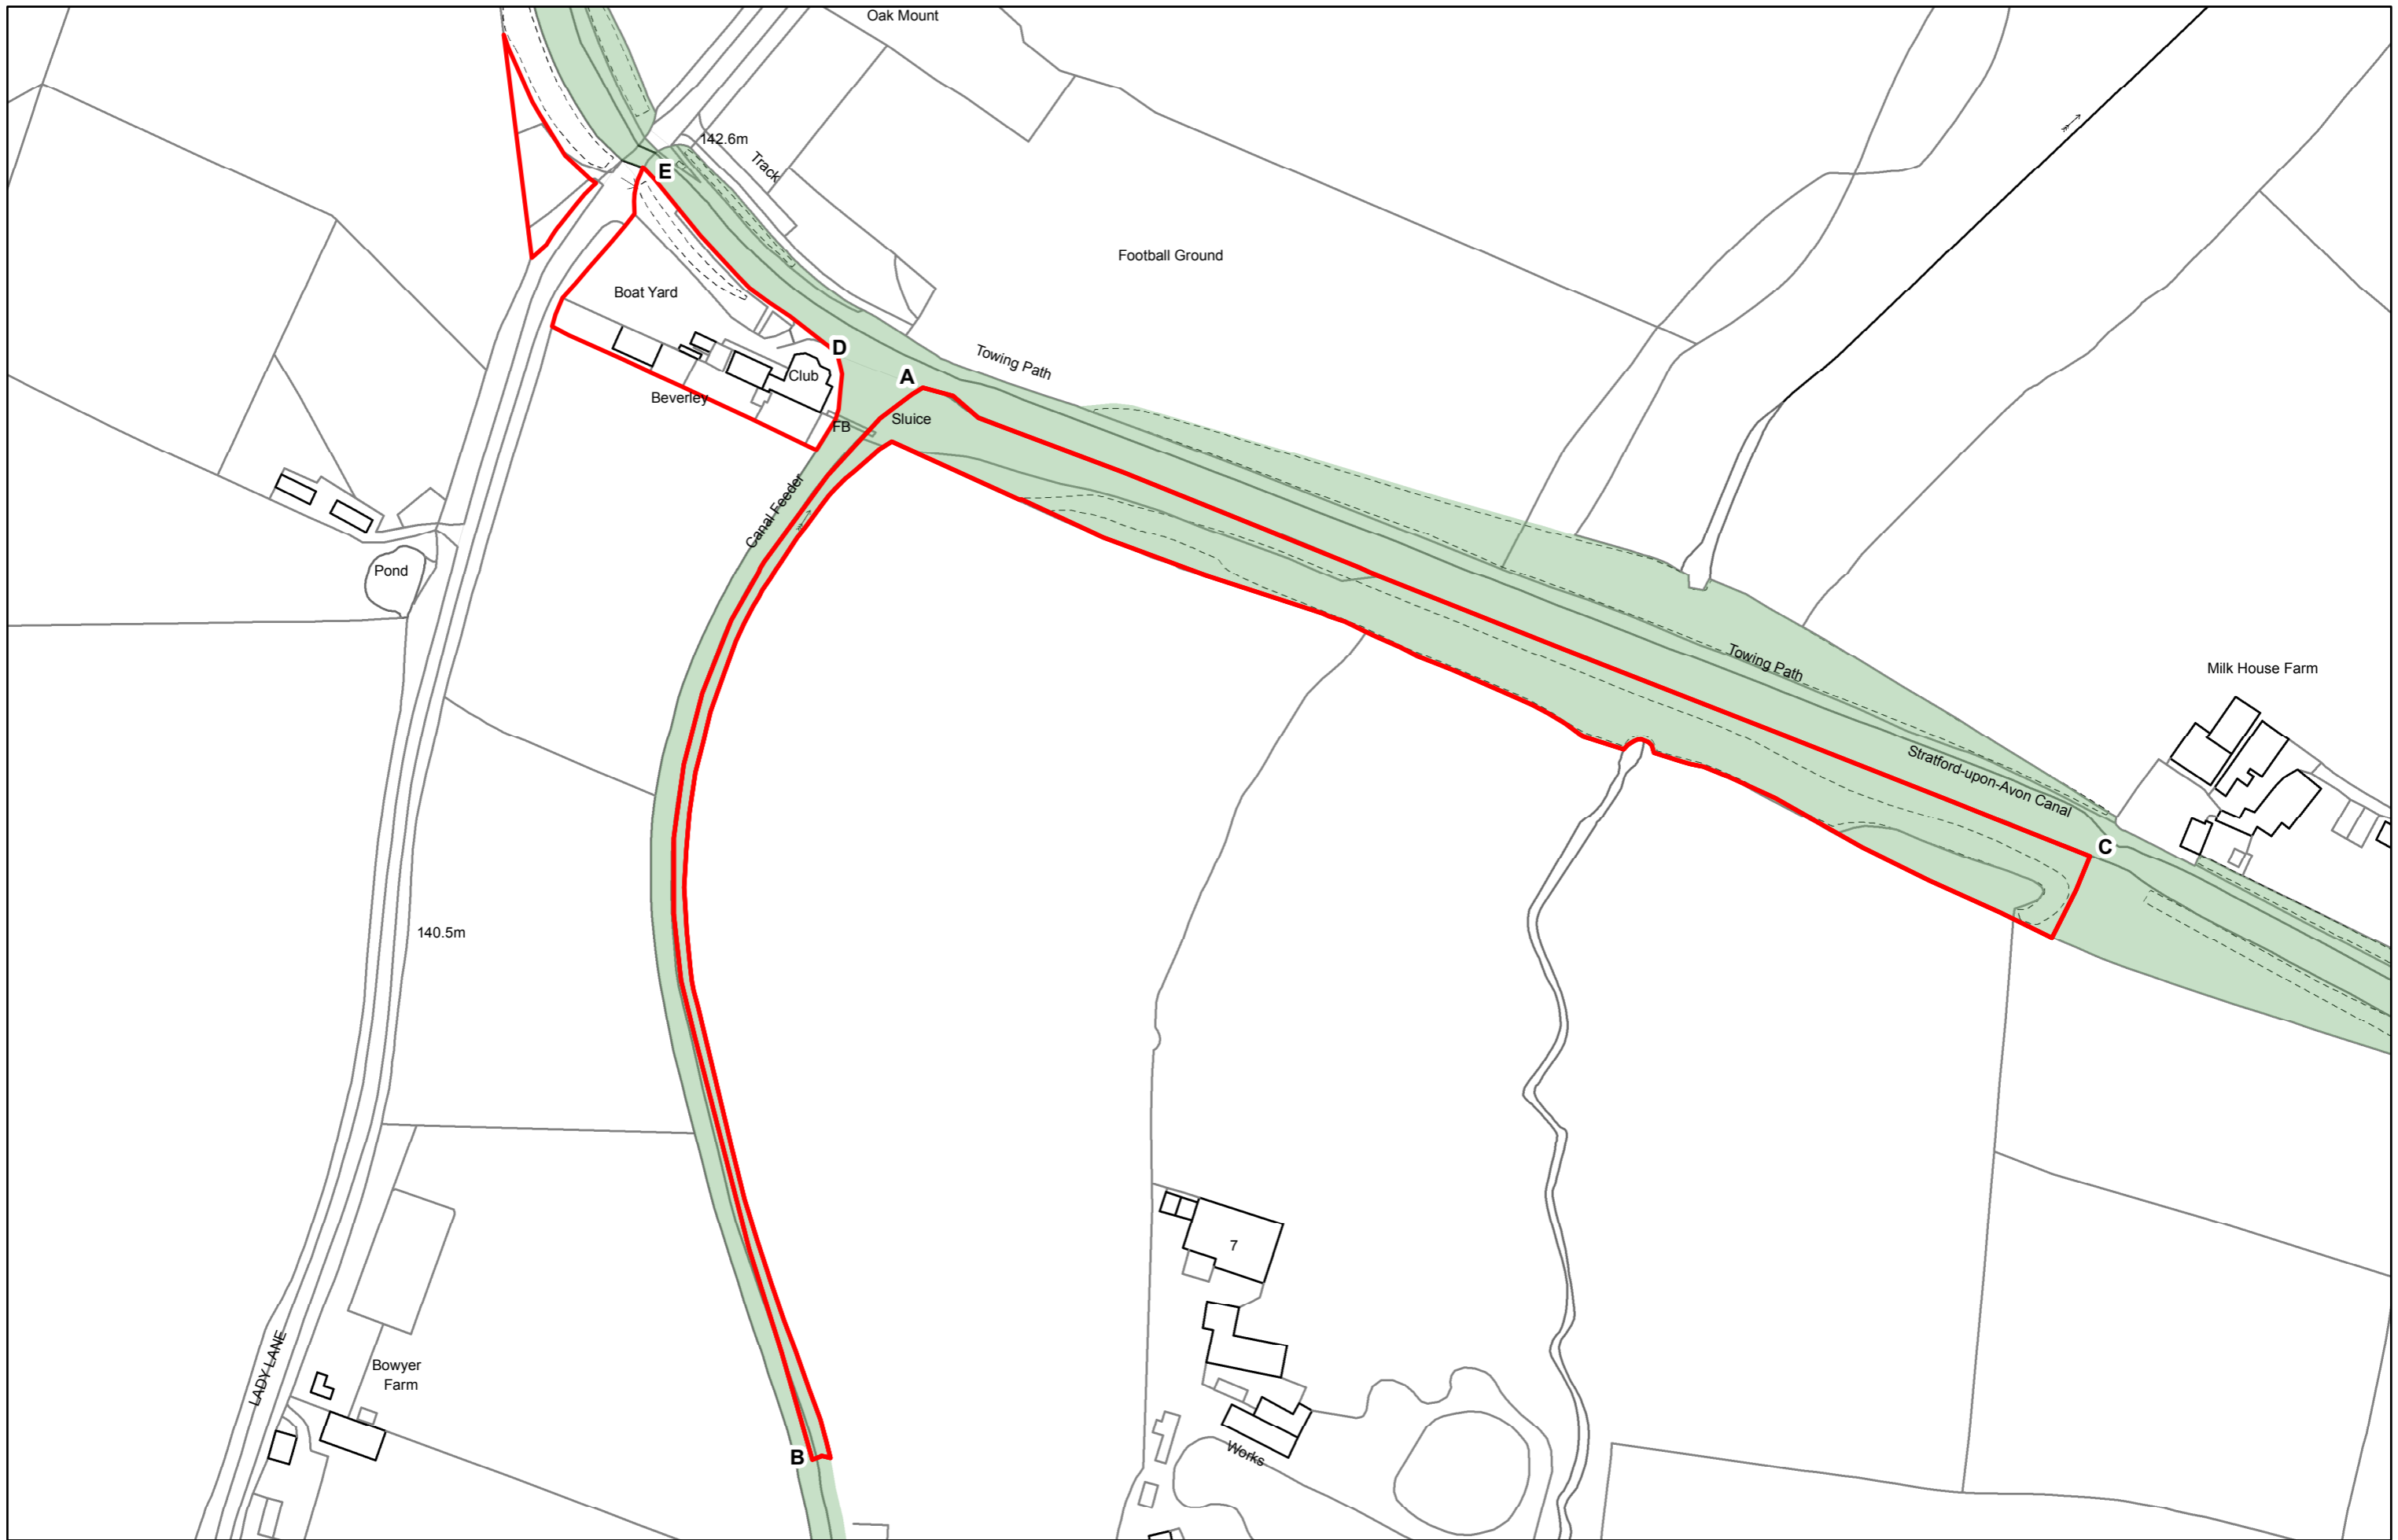 Oak Mount
142.6m
Track
E
Football Ground
Boat Yard
D
Towing Path
Club
A
Beverley
Sluice
FB
Canal Feeder
Pond
Towing Path
Milk House Farm
Stratford-upon-Avon Canal
C
140.5m
7
LADY LANE
Bowyer
Farm
Works
B